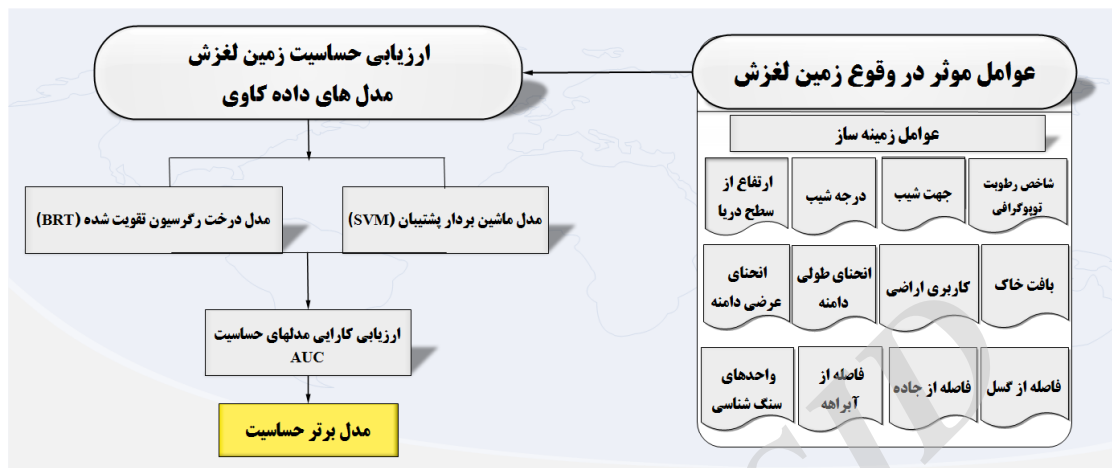 عوامل موثر در وقوع زمین لغزش
عوامل زمینه ساز
شاخص رطوبت
توپوگرافی
جهت شیب
درجه شیب
ارتفاع از
سطح دریا
بافت خاک
کاربری اراضی
انحنای طولی
دامنه
انحنای
عرضی دامنه
فاصله از گسل
فاصله از جاده
فاصله از
آبراهه
واحدهای
سنگ شناسی
ارزیابی حساسیت زمین لغزش
مدل های داده کاوی
مدل ماشین بردار پشتیبان (SVM)
مدل درخت رگرسیون تقویت شده (BRT)
ارزیابی کارایی مدلهای حساسیت
AUC
مدل برتر حساسیت